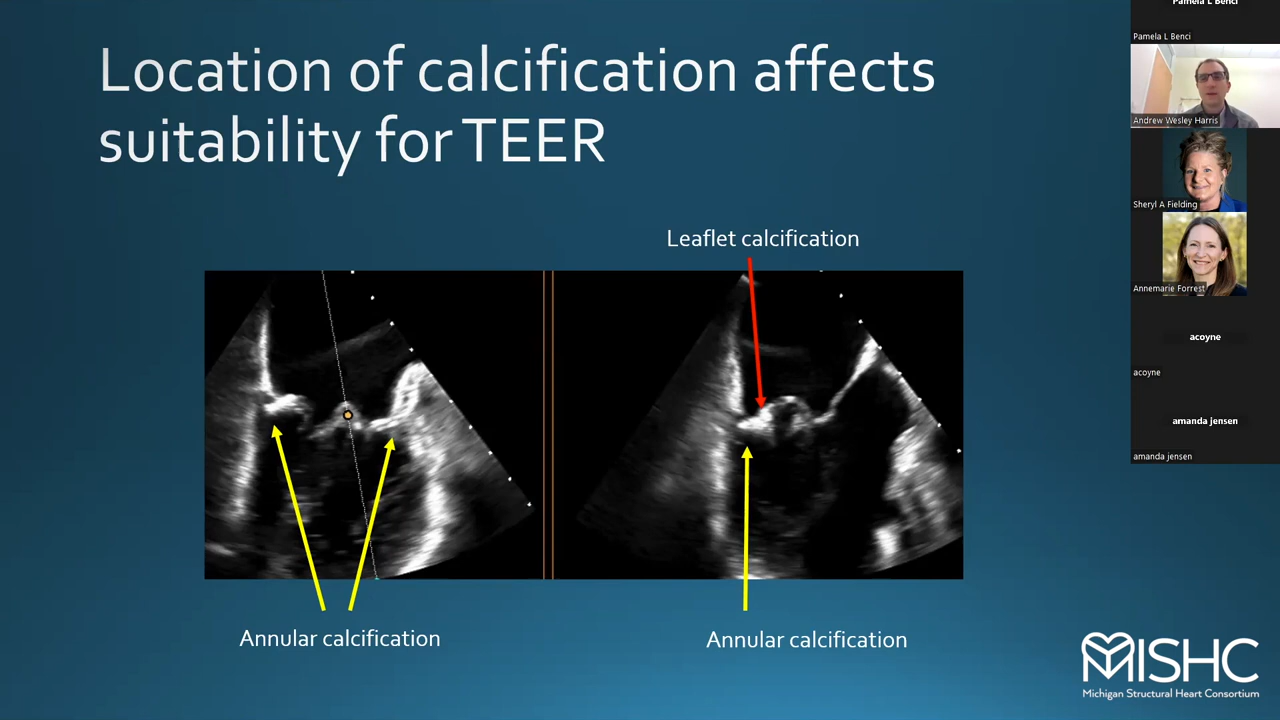 Location of calcification affects
suitability for TEER
Leaflet calcification
Annular calcification
Annular calcification
MISHC
Michigan Structural Heart Consortium
Pamela L Benci
Pamela L Benci
Andrew Wesley Harris
Sheryl A Fielding
Annemarie Forrest
acoyne
acoyne
amanda jensen
amanda jensen